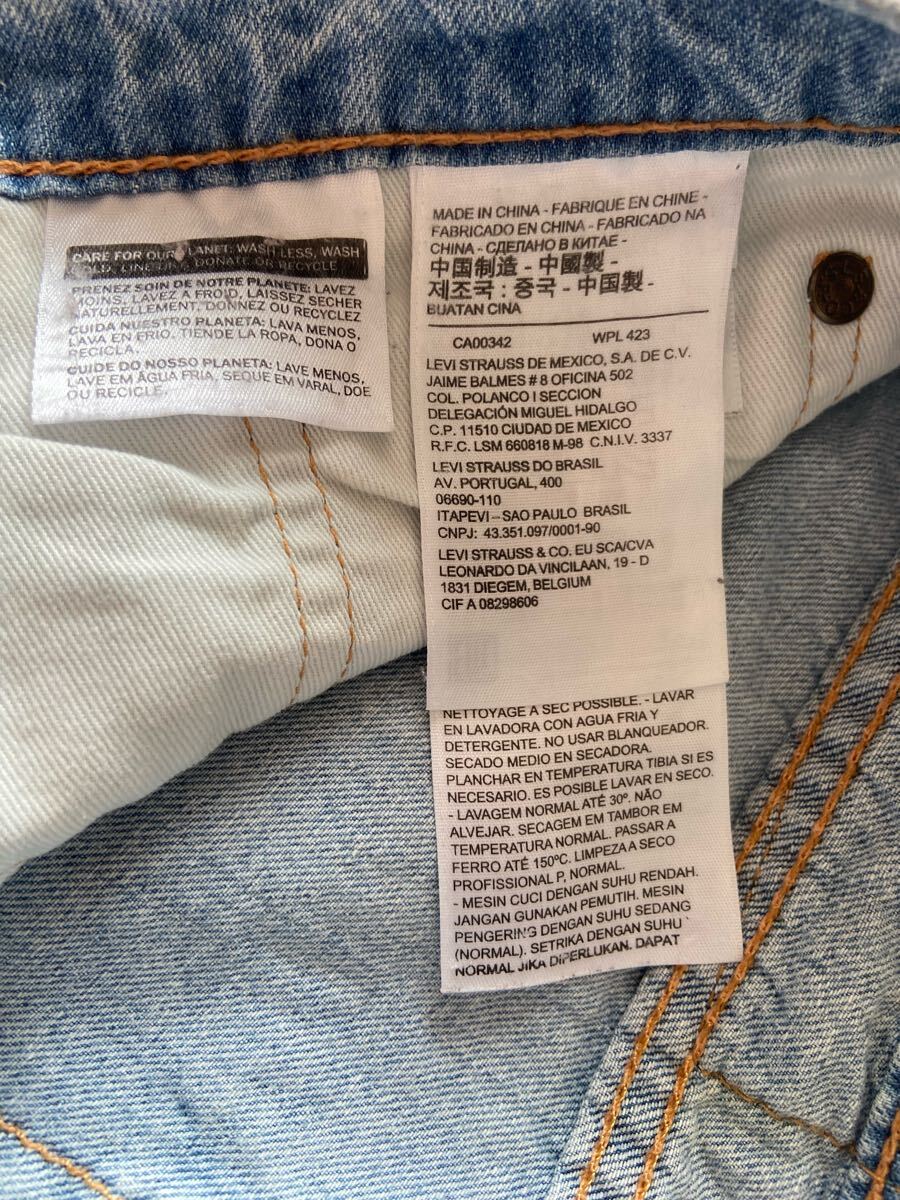 CARE FOR OUR PLANET: WASH LESS, WASH
COLD, LINE DRY, DONATE OR RECYCLE
PRENEZ SOIN DE NOTRE PLANETE: LAVEZ
MOINS, LAVEZ A FROID, LAISSEZ SECHER
NATURELLEMENT, DONNEZ OU RECYCLEZ
CUIDA NUESTRO PLANETA: LAVA MENOS,
LAVA EN FRIO, TIENDE LA ROPA, DONA O
RECICLA.
CUIDE DO NOSSO PLANETA: LAVE MENOS,
LAVE EM ÁGUA FRIA, SEQUE EM VARAL, DOE
OU RECICLE.
MADE IN CHINA - FABRIQUE EN CHINE -
FABRICADO EN CHINA - FABRICADO NA
CHINA - СДЕЛАНО В КИТАЕ -
中国制造 - 中國製 -
제조국 : 중국 - 中国製 -
BUATAN CINA
CA00342 WPL 423
LEVI STRAUSS DE MEXICO, S.A. DE C.V.
JAIME BALMES # 8 OFICINA 502
COL. POLANCO I SECCION
DELEGACIÓN MIGUEL HIDALGO
C.P. 11510 CIUDAD DE MEXICO
R.F.C. LSM 660818 M-98 C.N.I.V. 3337
LEVI STRAUSS DO BRASIL
AV. PORTUGAL, 400
06690-110
ITAPEVI – SAO PAULO BRASIL
CNPJ: 43.351.097/0001-90
LEVI STRAUSS & CO. EU SCA/CVA
LEONARDO DA VINCILAAN, 19 - D
1831 DIEGEM, BELGIUM
CIF A 08298606
NETTOYAGE A SEC POSSIBLE. - LAVAR
EN LAVADORA CON AGUA FRIA Y
DETERGENTE. NO USAR BLANQUEADOR.
SECADO MEDIO EN SECADORA.
PLANCHAR EN TEMPERATURA TIBIA SI ES
NECESARIO. ES POSIBLE LAVAR EN SECO.
- LAVAGEM NORMAL ATÉ 30º. NÃO
ALVEJAR. SECAGEM EM TAMBOR EM
TEMPERATURA NORMAL. PASSAR A
FERRO ATÉ 150ºC. LIMPEZA A SECO
PROFISSIONAL P, NORMAL.
- MESIN CUCI DENGAN SUHU RENDAH.
JANGAN GUNAKAN PEMUTIH. MESIN
PENGERING DENGAN SUHU SEDANG
(NORMAL). SETRIKA DENGAN SUHU
NORMAL JIKA DIPERLUKAN. DAPAT